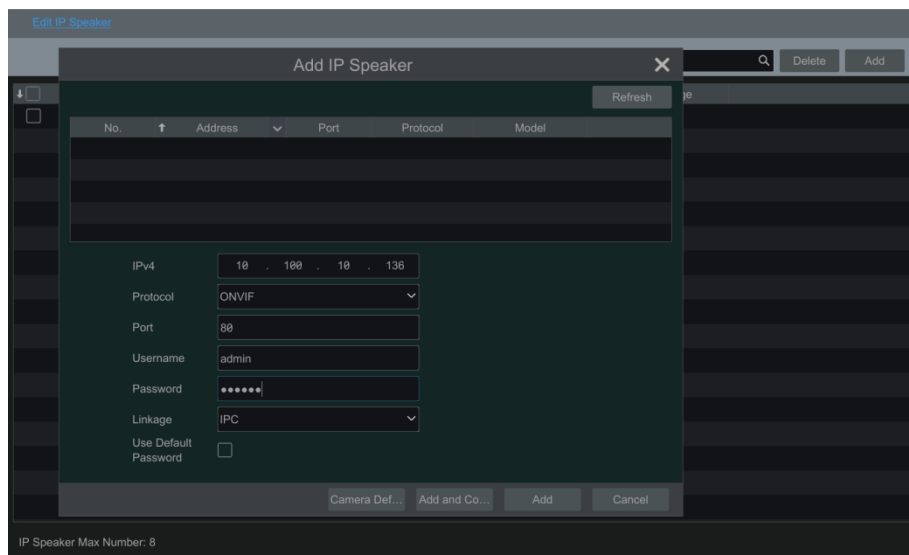 Edit IP Speaker
Add IP Speaker
Delete
Add
Refresh
No. Address Port Protocol Model
IPv4 10 . 100 . 10 . 136
Protocol ONVIF
Port 80
Username admin
Password ••••••
Linkage IPC
Use Default
Password
Camera Def... Add and Co... Add Cancel
IP Speaker Max Number: 8